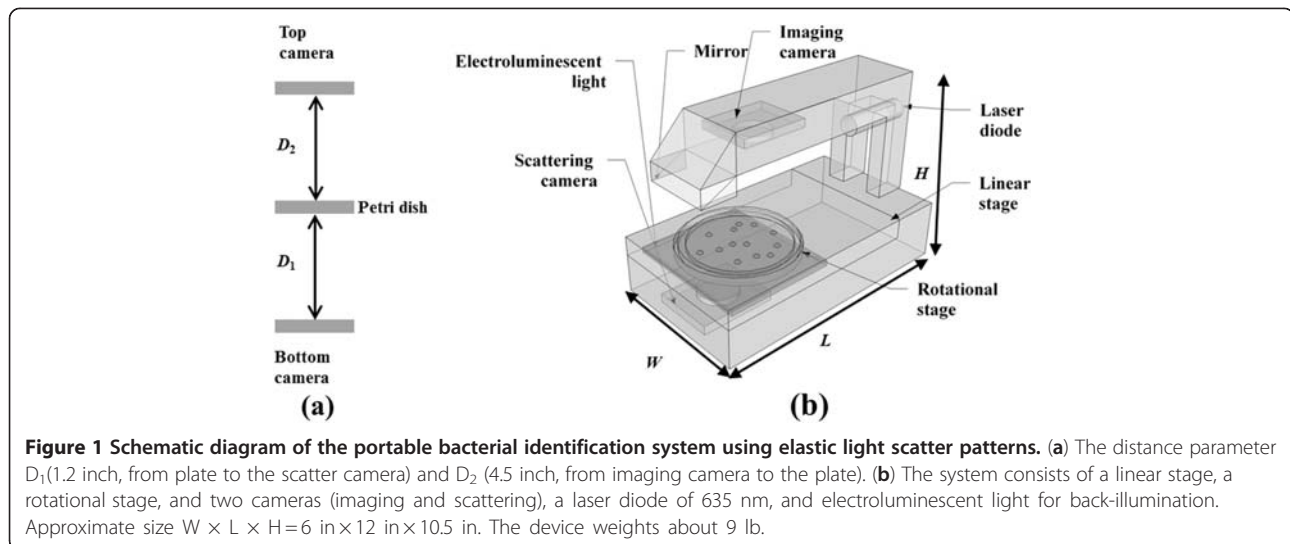 Top
camera
D2
Petri dish
D1
Bottom
camera
(a)
Imaging
camera
Mirror
Electroluminescent
light
Laser
diode
Scattering
camera
H
Linear
stage
Rotational
stage
L
W
(b)
Figure 1 Schematic diagram of the portable bacterial identification system using elastic light scatter patterns. (a) The distance parameter
D1(1.2 inch, from plate to the scatter camera) and D2 (4.5 inch, from imaging camera to the plate). (b) The system consists of a linear stage, a
rotational stage, and two cameras (imaging and scattering), a laser diode of 635 nm, and electroluminescent light for back-illumination.
Approximate size W × L × H = 6 in × 12 in × 10.5 in. The device weights about 9 lb.